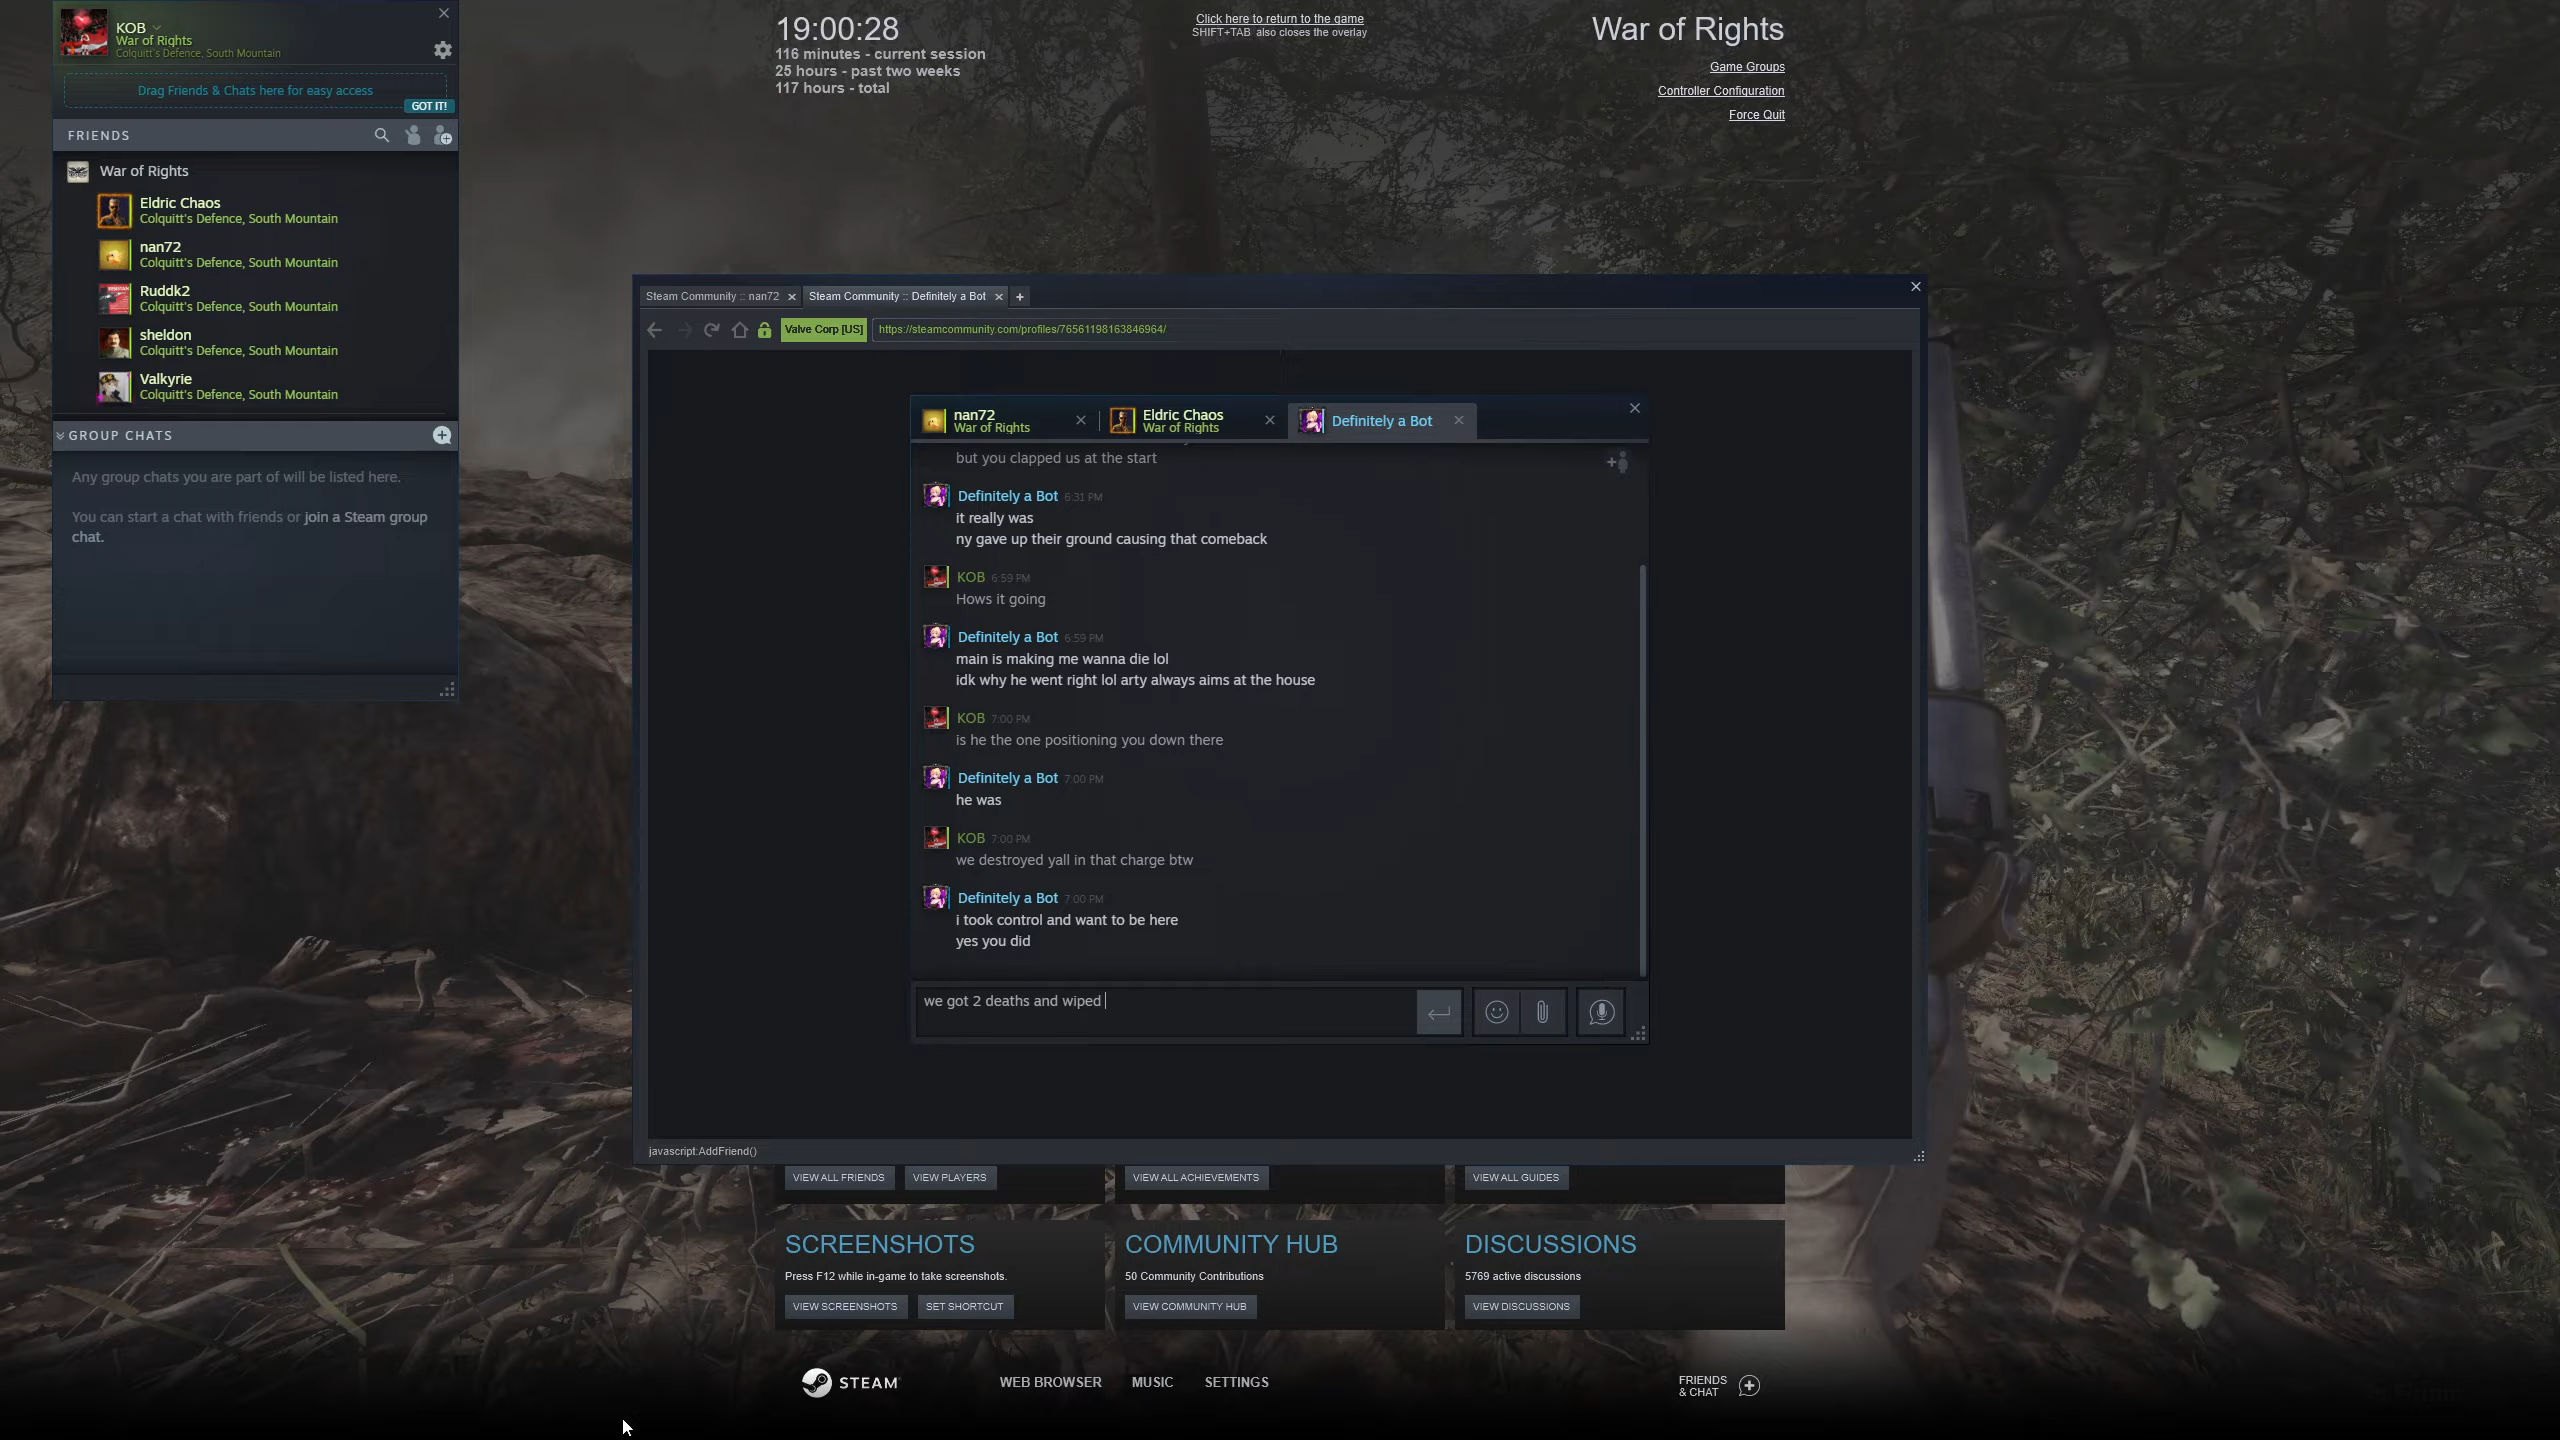 KOB
War of Rights
Colquitt's Defence, South Mountain
Drag Friends & Chats here for easy access
GOT IT!
FRIENDS
War of Rights
Eldric Chaos
Colquitt's Defence, South Mountain
nan72
Colquitt's Defence, South Mountain
Ruddk2
Colquitt's Defence, South Mountain
sheldon
Colquitt's Defence, South Mountain
Valkyrie
Colquitt's Defence, South Mountain
GROUP CHATS
Any group chats you are part of will be listed here.
You can start a chat with friends or join a Steam group
chat.
19:00:28
116 minutes - current session
25 hours - past two weeks
117 hours - total
Click here to return to the game
SHIFT+TAB also closes the overlay
War of Rights
Game Groups
Controller Configuration
Force Quit
Steam Community :: nan72
Steam Community :: Definitely a Bot
Valve Corp [US]
https://steamcommunity.com/profiles/76561198163846964/
nan72
War of Rights
Eldric Chaos
War of Rights
Definitely a Bot
but you clapped us at the start
Definitely a Bot 6:31 PM
it really was
ny gave up their ground causing that comeback
KOB 6:59 PM
Hows it going
Definitely a Bot 6:59 PM
main is making me wanna die lol
idk why he went right lol arty always aims at the house
KOB 7:00 PM
is he the one positioning you down there
Definitely a Bot 7:00 PM
he was
KOB 7:00 PM
we destroyed yall in that charge btw
Definitely a Bot 7:00 PM
i took control and want to be here
yes you did
we got 2 deaths and wiped
javascript:AddFriend()
VIEW ALL FRIENDS
VIEW PLAYERS
VIEW ALL ACHIEVEMENTS
VIEW ALL GUIDES
SCREENSHOTS
Press F12 while in-game to take screenshots.
VIEW SCREENSHOTS
SET SHORTCUT
COMMUNITY HUB
50 Community Contributions
VIEW COMMUNITY HUB
DISCUSSIONS
5769 active discussions
VIEW DISCUSSIONS
STEAM
WEB BROWSER
MUSIC
SETTINGS
FRIENDS
& CHAT